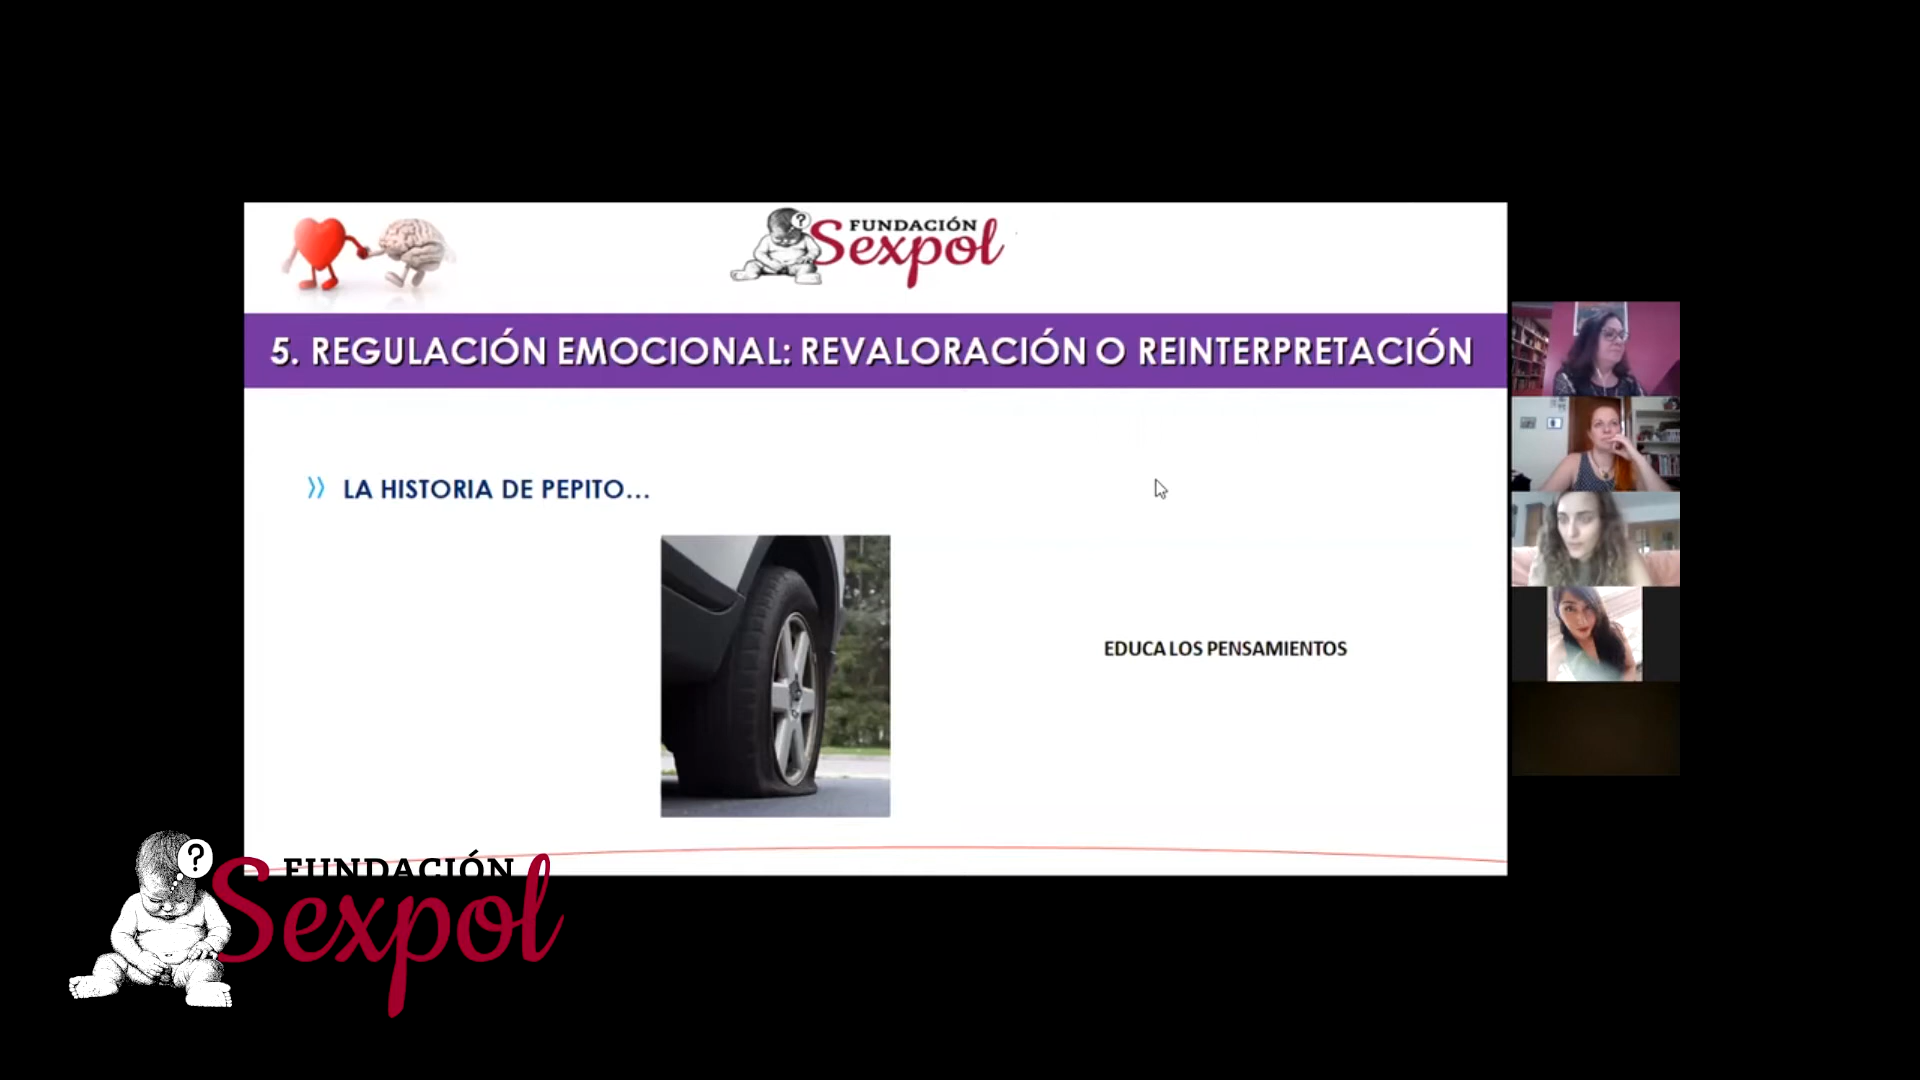 ?
FUNDACIÓN
Sexpol
5. REGULACIÓN EMOCIONAL: REVALORACIÓN O REINTERPRETACIÓN
LA HISTORIA DE PEPITO...
EDUCA LOS PENSAMIENTOS
?
FUNDACIÓN
Sexpol